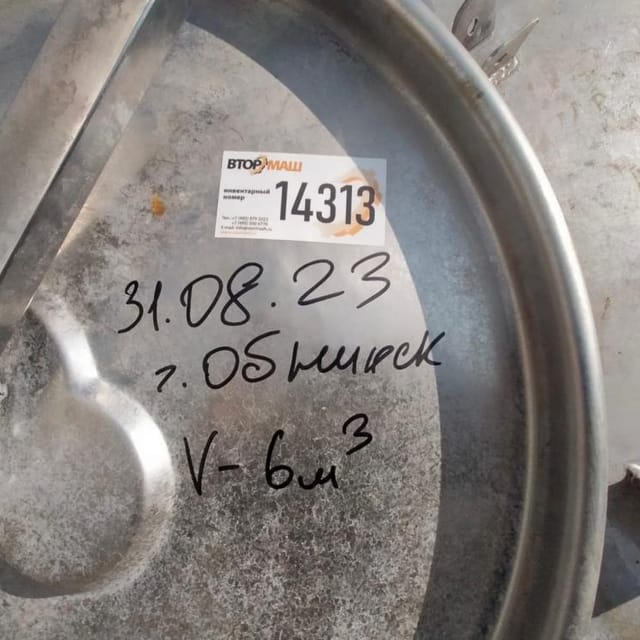 ВТОРМАШ
инвентарный
номер
14313
31.08.23
г. Обнинск
V- 6м³